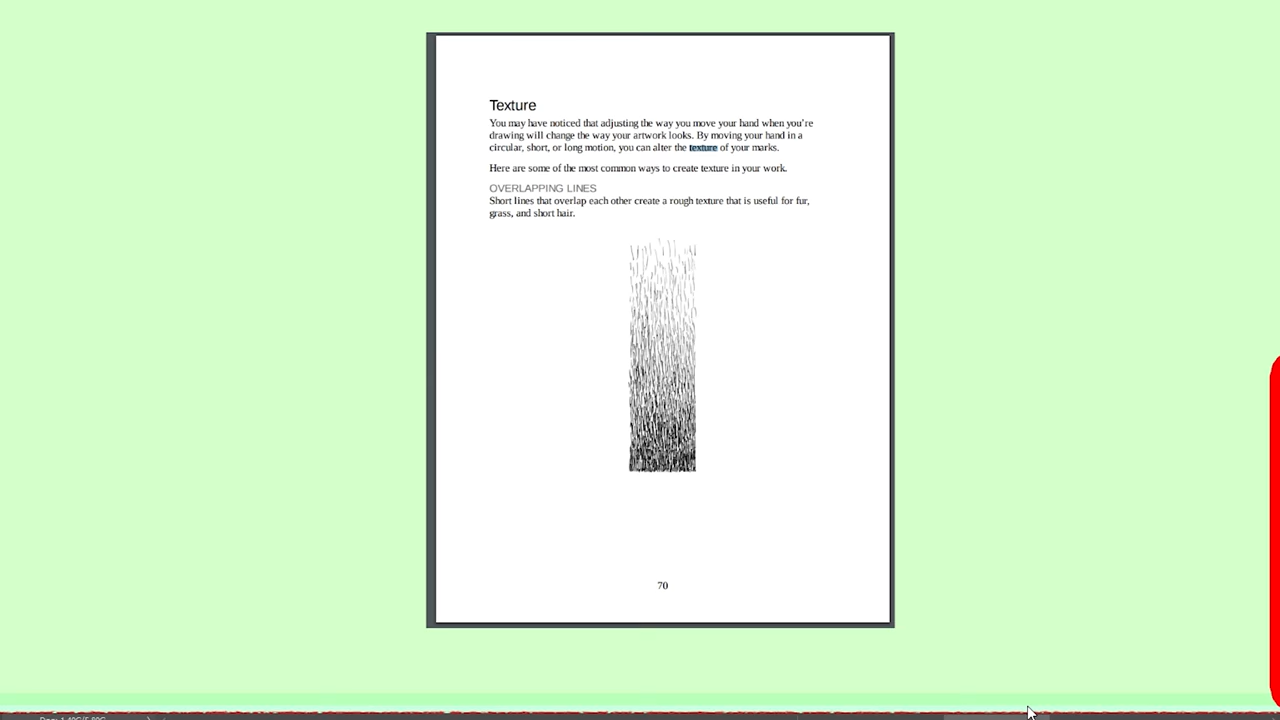 Texture
You may have noticed that adjusting the way you move your hand when you’re
drawing will change the way your artwork looks. By moving your hand in a
circular, short, or long motion, you can alter the texture of your marks.
Here are some of the most common ways to create texture in your work.
OVERLAPPING LINES
Short lines that overlap each other create a rough texture that is useful for fur,
grass, and short hair.
70